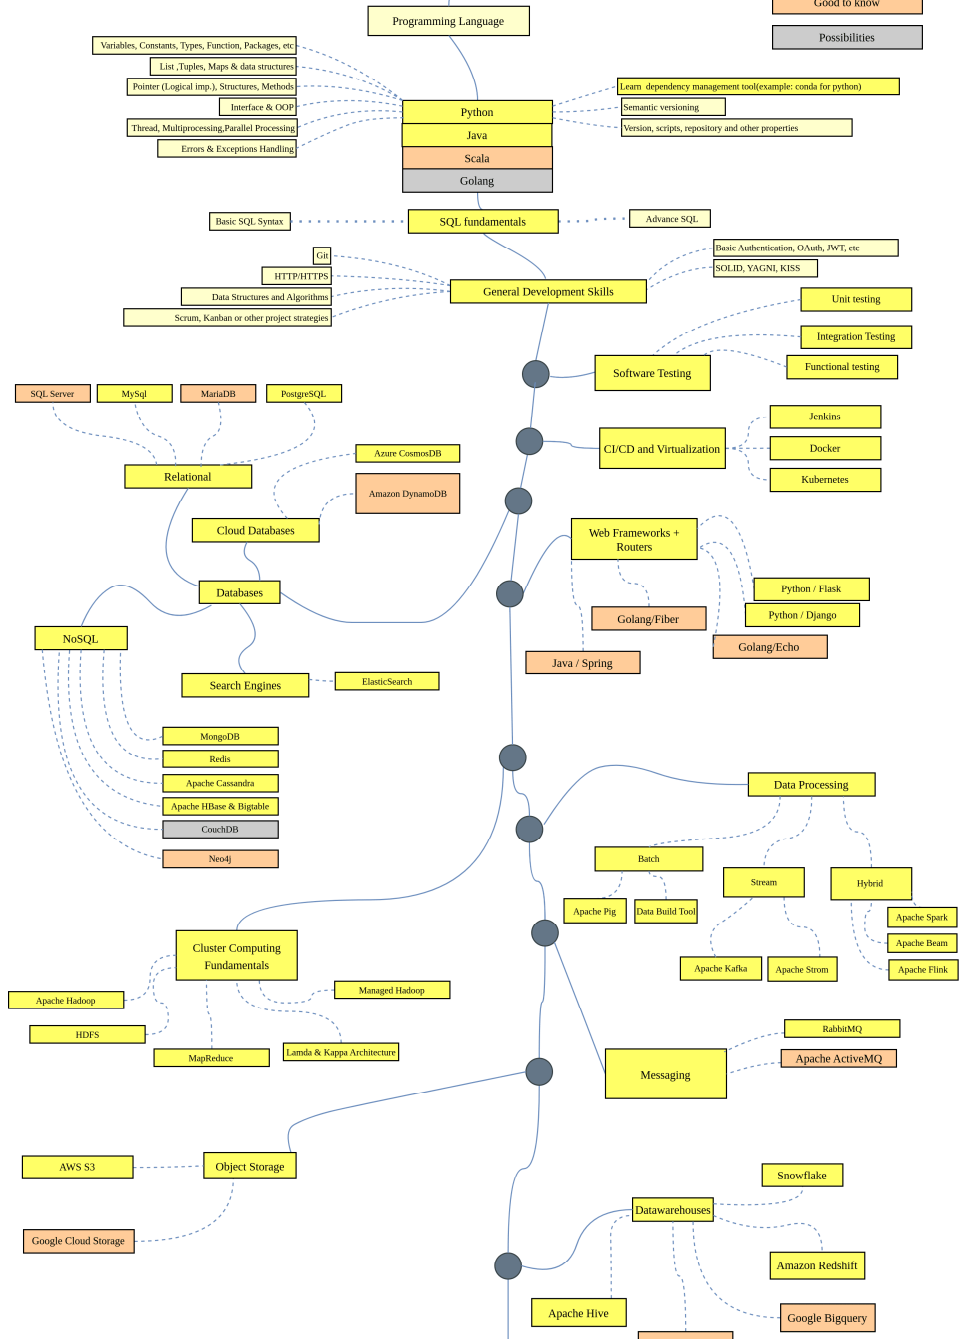 Good to know
Programming Language
Possibilities
Variables, Constants, Types, Function, Packages, etc
List ,Tuples, Maps & data structures
Pointer (Logical imp.), Structures, Methods
Interface & OOP
Thread, Multiprocessing,Parallel Processing
Errors & Exceptions Handling
Python
Java
Scala
Golang
Learn dependency management tool(example: conda for python)
Semantic versioning
Version, scripts, repository and other properties
Basic SQL Syntax
SQL fundamentals
Advance SQL
Git
HTTP/HTTPS
Data Structures and Algorithms
Scrum, Kanban or other project strategies
General Development Skills
Basic Authentication, OAuth, JWT, etc
SOLID, YAGNI, KISS
Unit testing
Integration Testing
Functional testing
Software Testing
SQL Server
MySql
MariaDB
PostgreSQL
Jenkins
Docker
Kubernetes
CI/CD and Virtualization
Relational
Azure CosmosDB
Amazon DynamoDB
Cloud Databases
Web Frameworks +
Routers
Databases
Python / Flask
Python / Django
Golang/Echo
Golang/Fiber
Java / Spring
NoSQL
Search Engines
ElasticSearch
MongoDB
Redis
Apache Cassandra
Apache HBase & Bigtable
CouchDB
Neo4j
Data Processing
Batch
Stream
Hybrid
Apache Pig
Data Build Tool
Apache Spark
Apache Beam
Apache Flink
Apache Kafka
Apache Strom
Cluster Computing
Fundamentals
Apache Hadoop
HDFS
MapReduce
Managed Hadoop
Lamda & Kappa Architecture
RabbitMQ
Apache ActiveMQ
Messaging
AWS S3
Object Storage
Google Cloud Storage
Snowflake
Datawarehouses
Amazon Redshift
Apache Hive
Google Bigquery